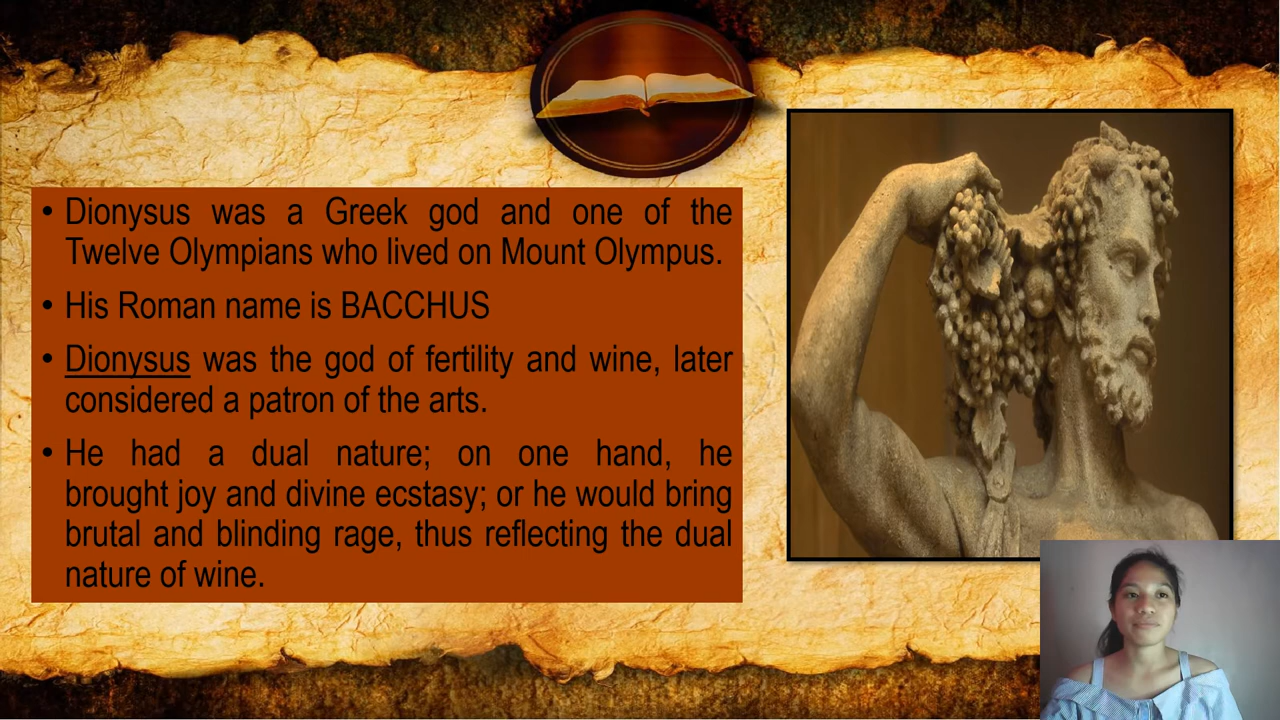 • Dionysus was a Greek god and one of the
Twelve Olympians who lived on Mount Olympus.
• His Roman name is BACCHUS
• Dionysus was the god of fertility and wine, later
considered a patron of the arts.
• He had a dual nature; on one hand, he
brought joy and divine ecstasy; or he would bring
brutal and blinding rage, thus reflecting the dual
nature of wine.